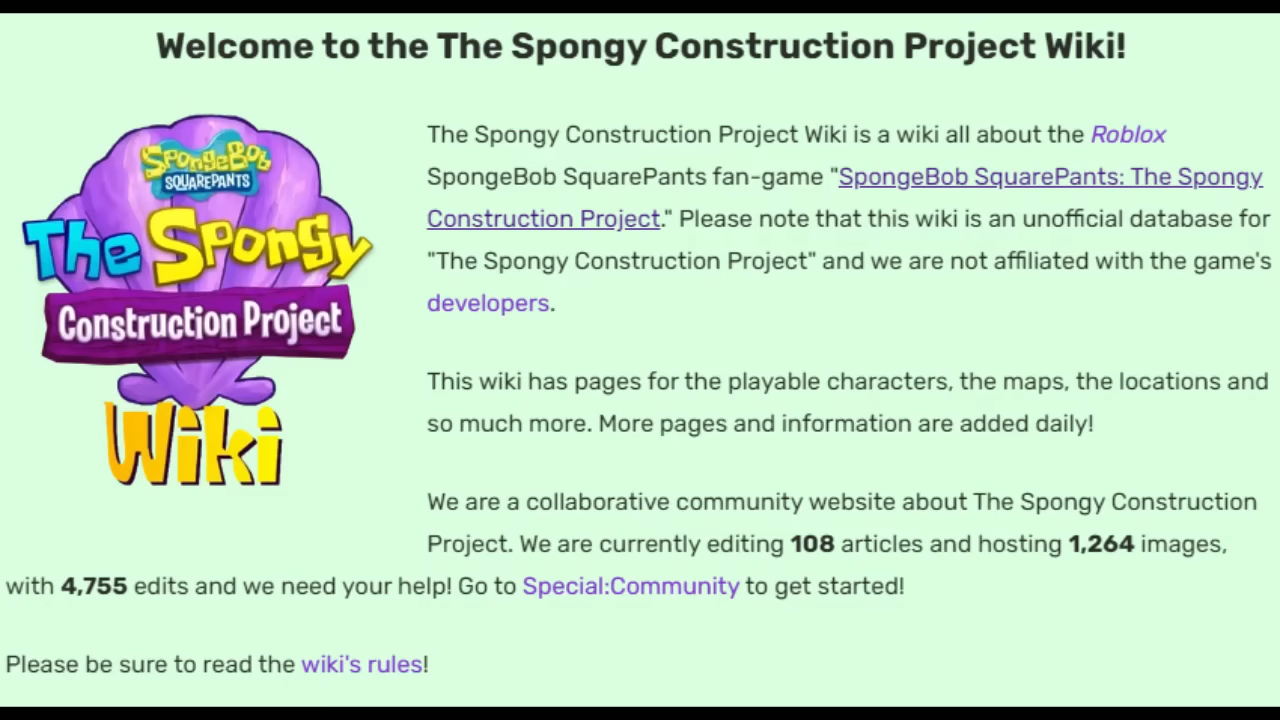 Welcome to the The Spongy Construction Project Wiki!
SpongeBob
SQUAREPANTS
The Spongy
Construction Project
Wiki
The Spongy Construction Project Wiki is a wiki all about the Roblox
SpongeBob SquarePants fan-game "SpongeBob SquarePants: The Spongy
Construction Project." Please note that this wiki is an unofficial database for
"The Spongy Construction Project" and we are not affiliated with the game's
developers.
This wiki has pages for the playable characters, the maps, the locations and
so much more. More pages and information are added daily!
We are a collaborative community website about The Spongy Construction
Project. We are currently editing 108 articles and hosting 1,264 images,
with 4,755 edits and we need your help! Go to Special:Community to get started!
Please be sure to read the wiki's rules!